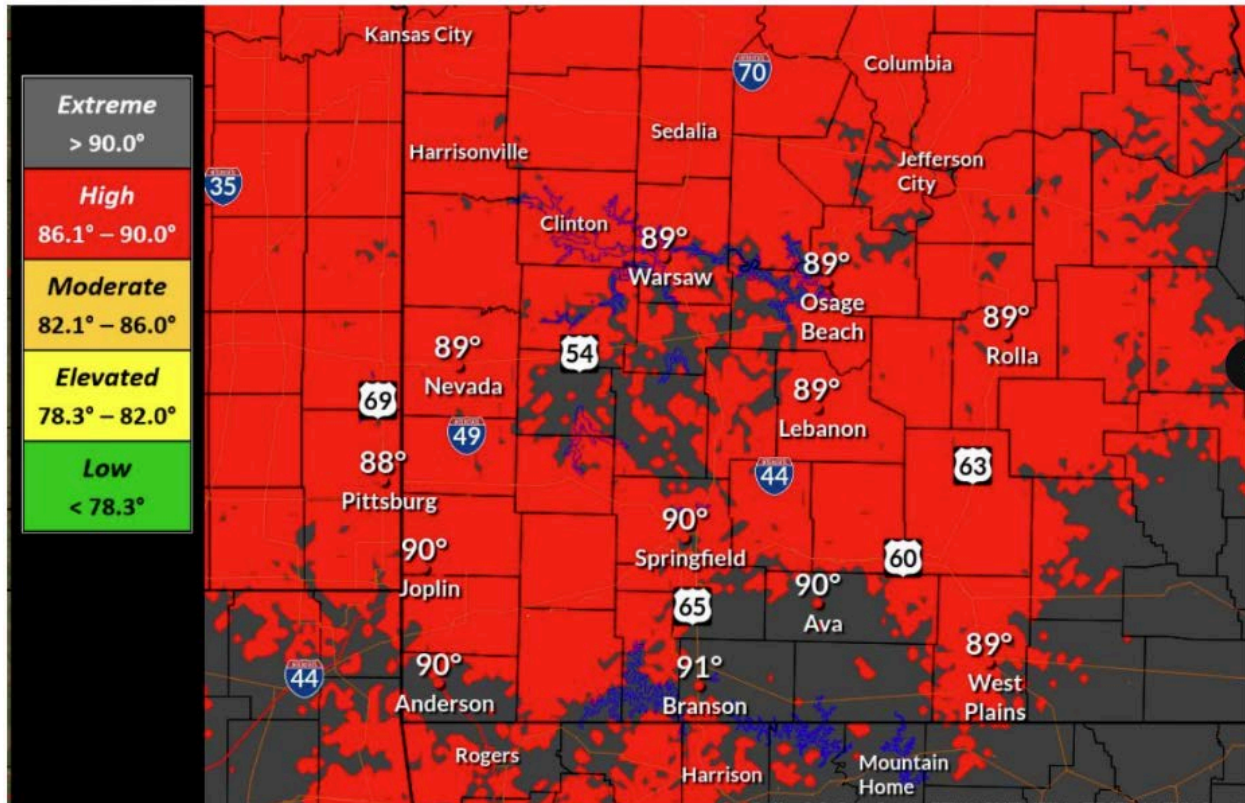 Extreme
> 90.0°
High
86.1° – 90.0°
Moderate
82.1° – 86.0°
Elevated
78.3° – 82.0°
Low
< 78.3°
Kansas City
70
Columbia
Sedalia
Harrisonville
Jefferson
City
35
Clinton
89°
Warsaw
89°
Osage
Beach
89°
Rolla
89°
Nevada
54
69
49
89°
Lebanon
88°
Pittsburg
44
63
90°
Springfield
90°
Joplin
60
65
90°
Ava
44
90°
Anderson
91°
Branson
89°
West
Plains
Rogers
Harrison
Mountain
Home